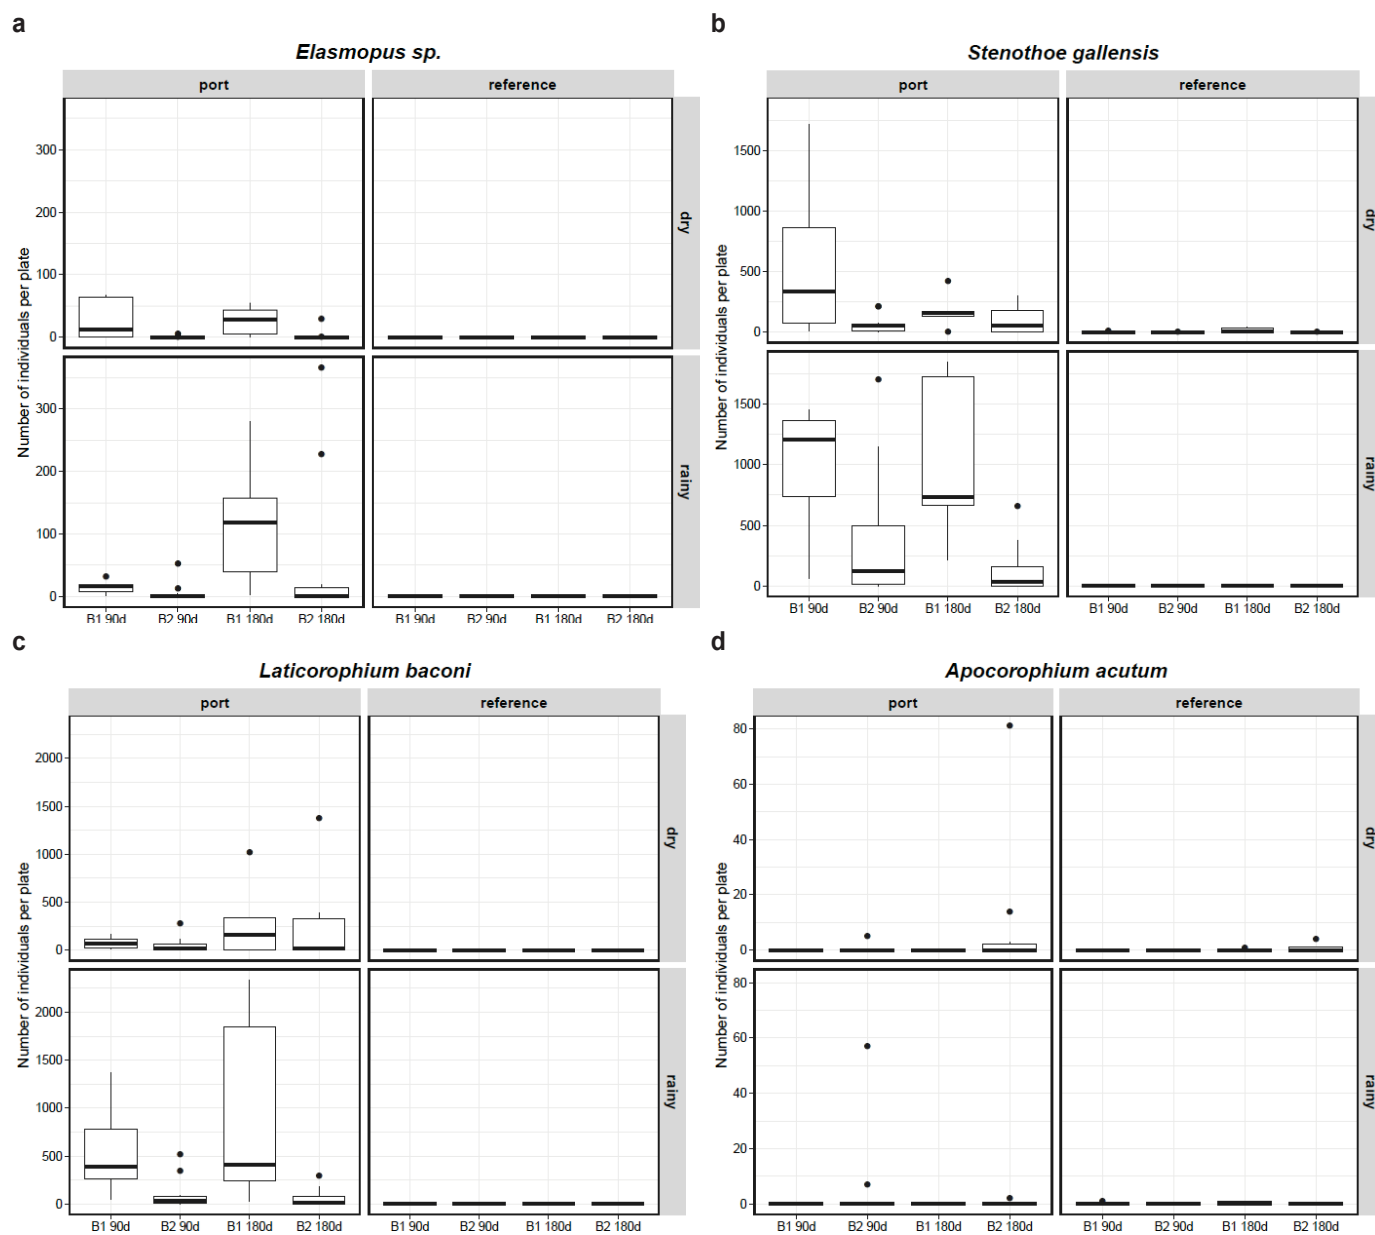 a
Elasmopus sp.
port
reference
Number of individuals per plate
300
200
100
0
dry
300
200
100
0
rainy
B1 90d B2 90d B1 180d B2 180d
B1 90d B2 90d B1 180d B2 180d
b
Stenothoe gallensis
port
reference
Number of individuals per plate
1500
1000
500
0
dry
1500
1000
500
0
rainy
B1 90d B2 90d B1 180d B2 180d
B1 90d B2 90d B1 180d B2 180d
c
Laticorophium baconi
port
reference
Number of individuals per plate
2000
1500
1000
500
0
dry
2000
1500
1000
500
0
rainy
B1 90d B2 90d B1 180d B2 180d
B1 90d B2 90d B1 180d B2 180d
d
Apocorophium acutum
port
reference
Number of individuals per plate
80
60
40
20
0
dry
80
60
40
20
0
rainy
B1 90d B2 90d B1 180d B2 180d
B1 90d B2 90d B1 180d B2 180d